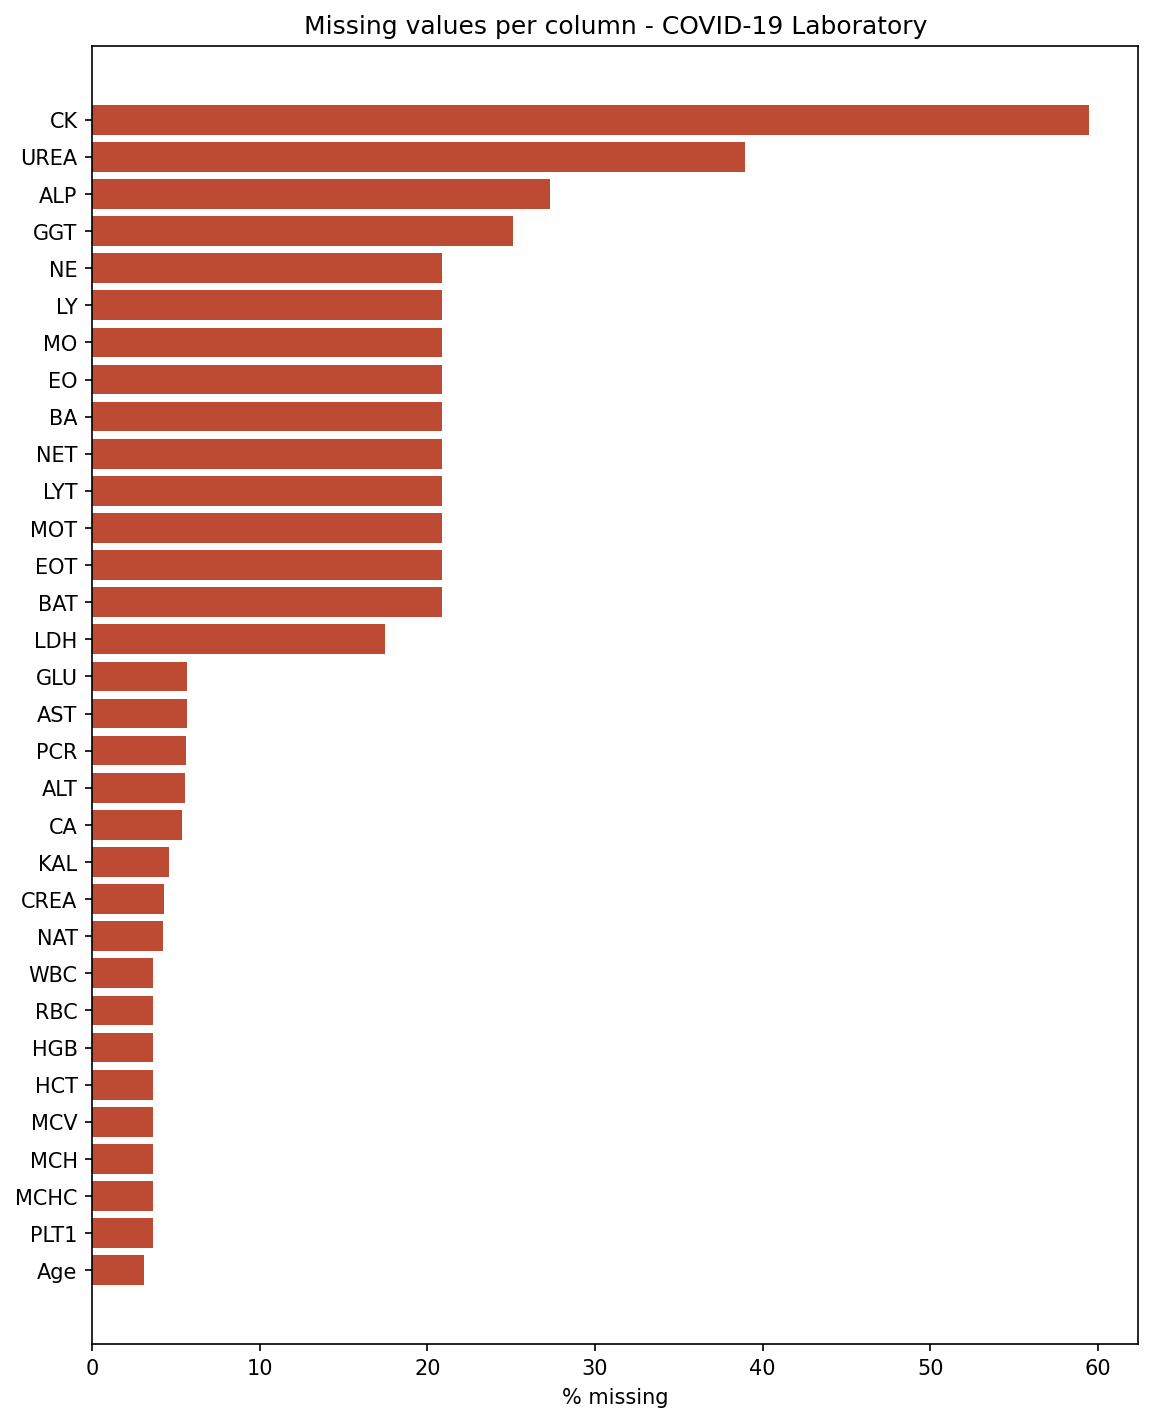 Missing values per column - COVID-19 Laboratory
CK
UREA
ALP
GGT
NE
LY
MO
EO
BA
NET
LYT
MOT
EOT
BAT
LDH
GLU
AST
PCR
ALT
CA
KAL
CREA
NAT
WBC
RBC
HGB
HCT
MCV
MCH
MCHC
PLT1
Age
0 10 20 30 40 50 60
% missing